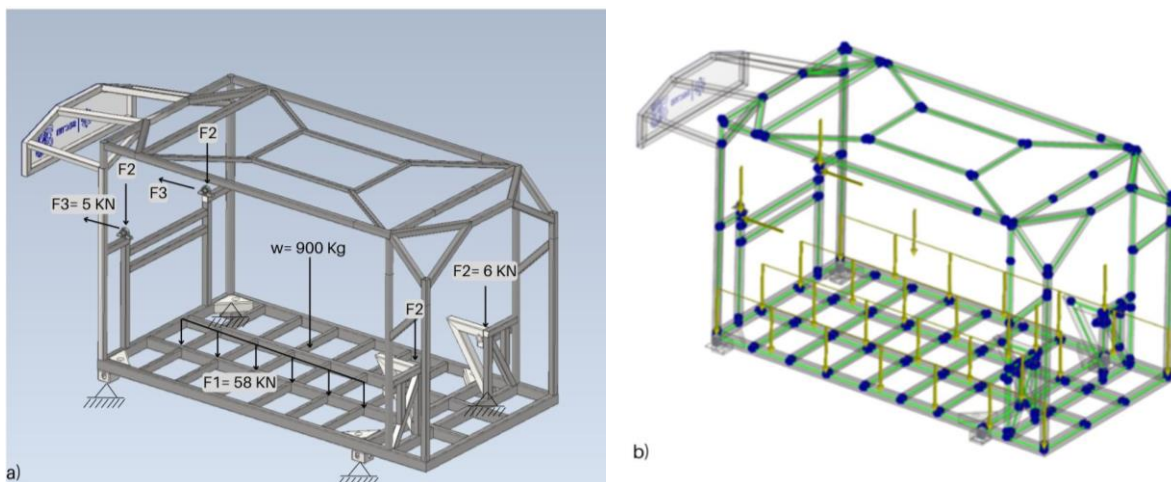 F2
F2
F3
F3= 5 KN
w= 900 Kg
F2= 6 KN
F2
F1= 58 KN
a)
b)